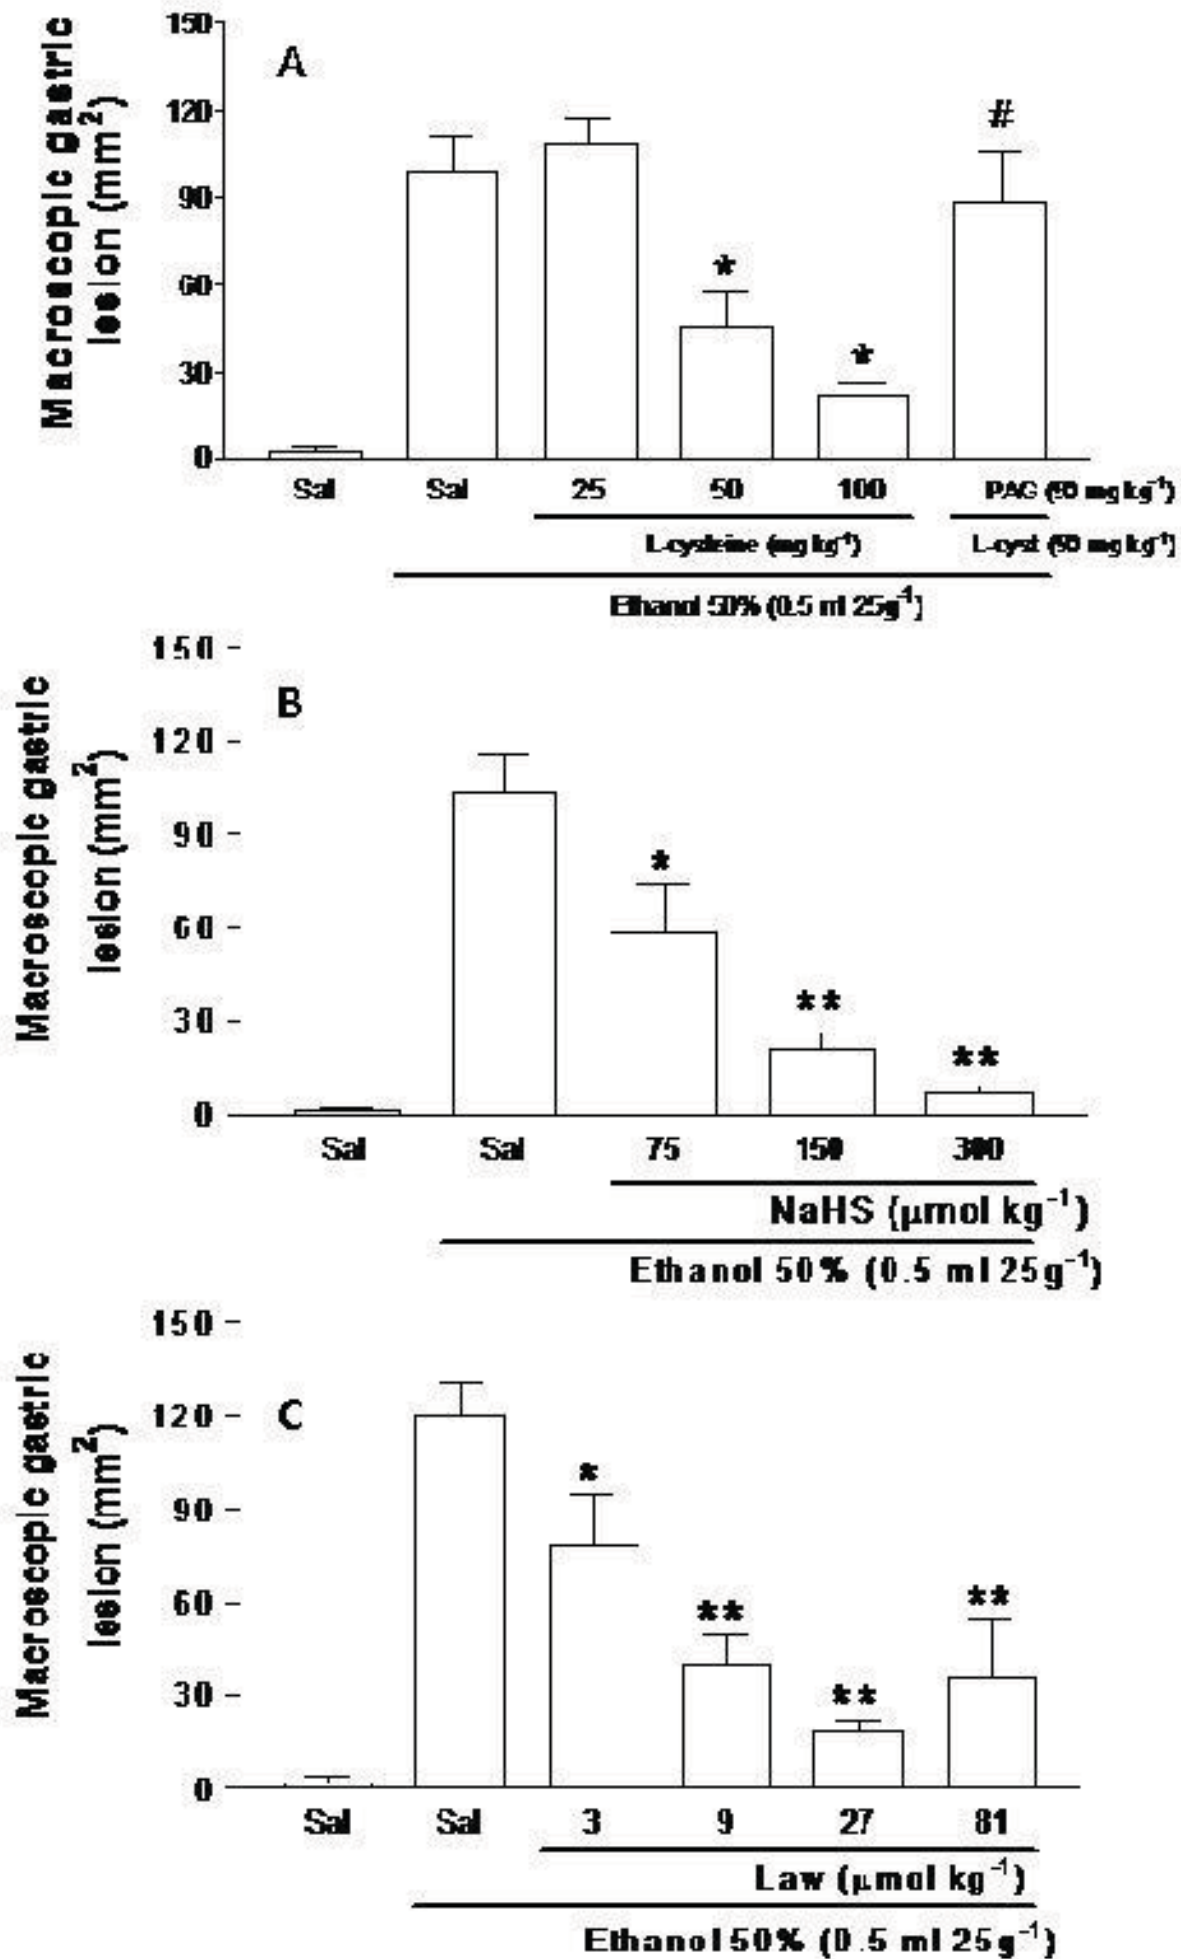 Macroscopic gastric
lesion (mm²)
A
150
120
90
60
30
0
*
*
#
Sal Sal 25 50 100 PAG (50 mg kg⁻¹)
L-cysteine (mg kg⁻¹) L-cyst (50 mg kg⁻¹)
Ethanol 50% (0.5 ml 25g⁻¹)
Macroscopic gastric
lesion (mm²)
B
150
120
90
60
30
0
*
**
**
Sal Sal 75 150 300
NaHS (μmol kg⁻¹)
Ethanol 50% (0.5 ml 25g⁻¹)
Macroscopic gastric
lesion (mm²)
C
150
120
90
60
30
0
*
**
**
**
Sal Sal 3 9 27 81
Law (μmol kg⁻¹)
Ethanol 50% (0.5 ml 25g⁻¹)